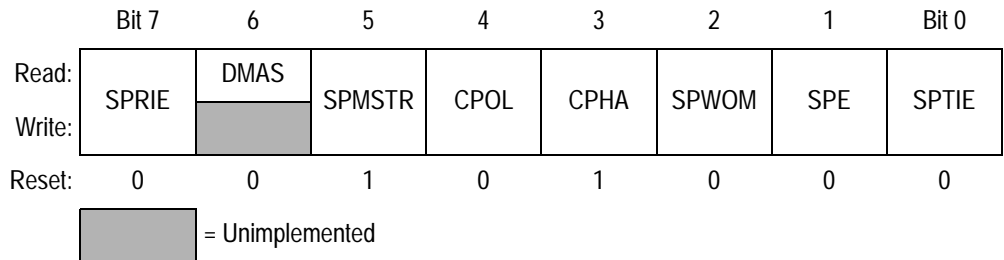 Bit 7 6 5 4 3 2 1 Bit 0
Read: DMAS
SPRIE SPMSTR CPOL CPHA SPWOM SPE SPTIE
Write:
Reset: 0 0 1 0 1 0 0 0
= Unimplemented